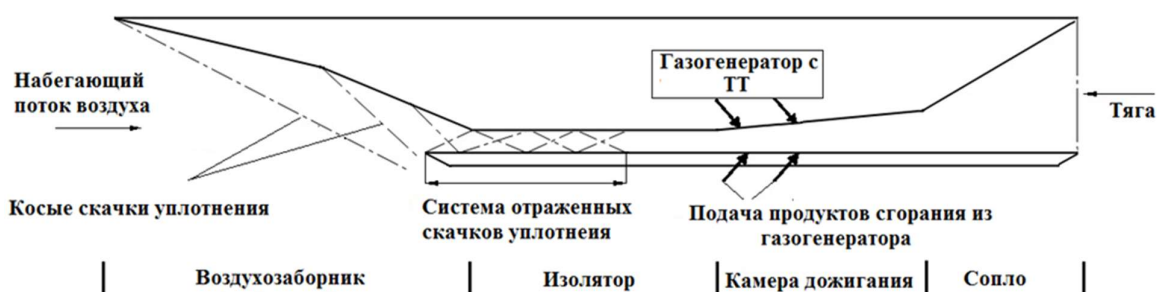 Набегающий
поток воздуха
Газогенератор с
ТТ
Тяга
Косые скачки уплотнения
Система отраженных
скачков уплотнеия
Подача продуктов сгорания из
газогенератора
Воздухозаборник
Изолятор
Камера дожигания
Сопло